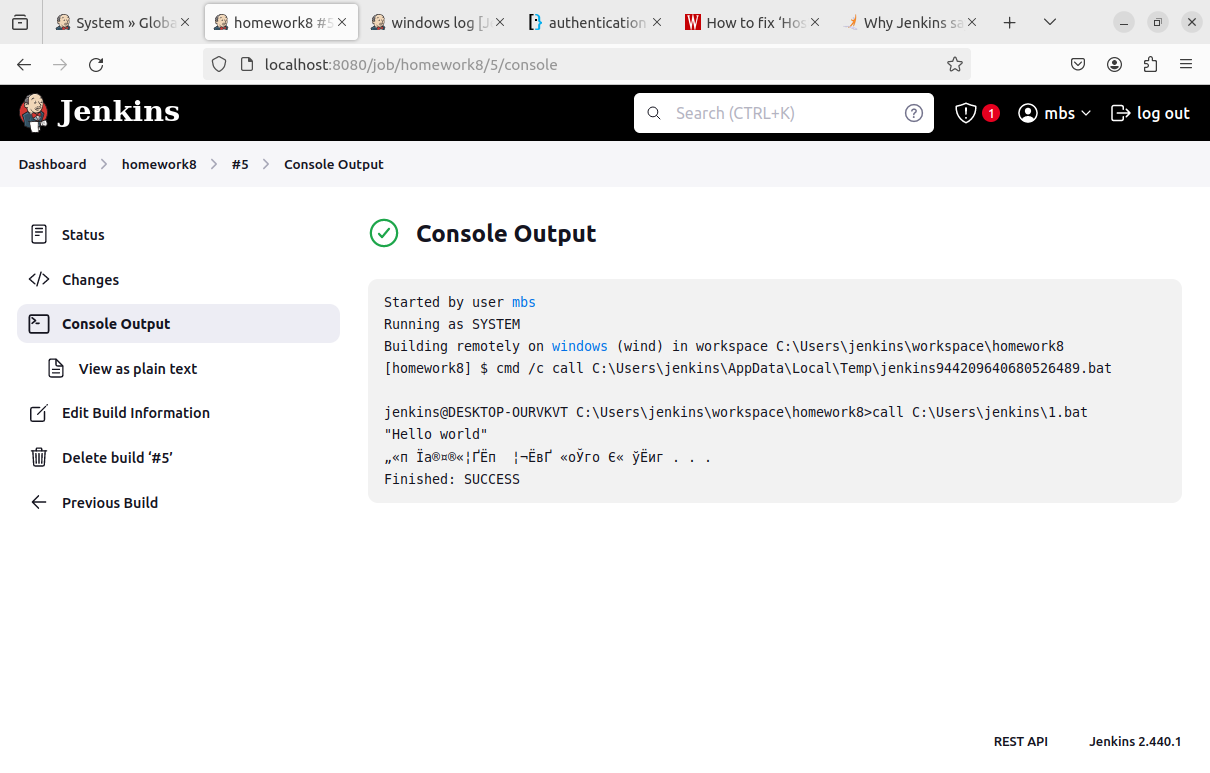 System » Globa
homework8 #5
windows log [Je
authentication
How to fix ‘Hos
Why Jenkins sa
localhost:8080/job/homework8/5/console
Jenkins
Search (CTRL+K)
1
mbs
log out
Dashboard
homework8
#5
Console Output
Status
Changes
Console Output
View as plain text
Edit Build Information
Delete build ‘#5’
Previous Build
Console Output
Started by user mbs
Running as SYSTEM
Building remotely on windows (wind) in workspace C:\Users\jenkins\workspace\homework8
[homework8] $ cmd /c call C:\Users\jenkins\AppData\Local\Temp\jenkins944209640680526489.bat
jenkins@DESKTOP-OURVKVT C:\Users\jenkins\workspace\homework8>call C:\Users\jenkins\1.bat
"Hello world"
„«п Їа®¤®«¦ҐЁп  ¦¬ЁвҐ «оЎго Є« ўЁиг . . .
Finished: SUCCESS
REST API
Jenkins 2.440.1